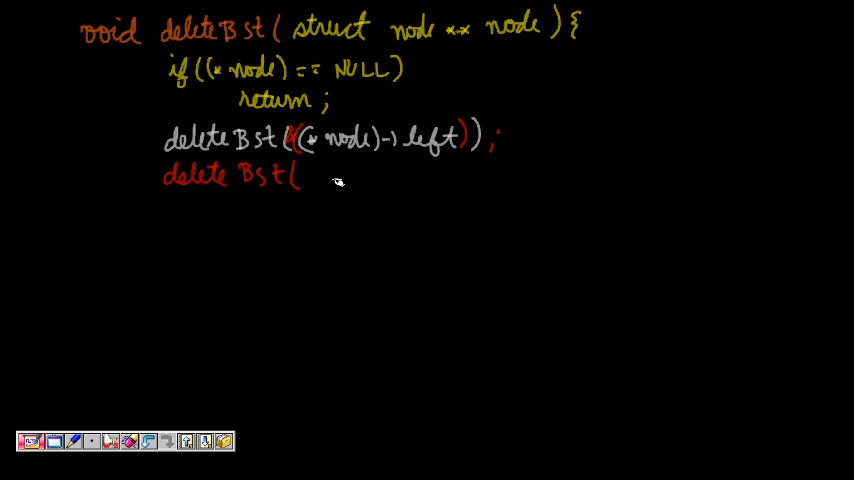 void deleteBst( struct node ** node ) {
if ((* node) == NULL)
return ;
deleteBst(&((* node)->left)) ;
delete Bst(